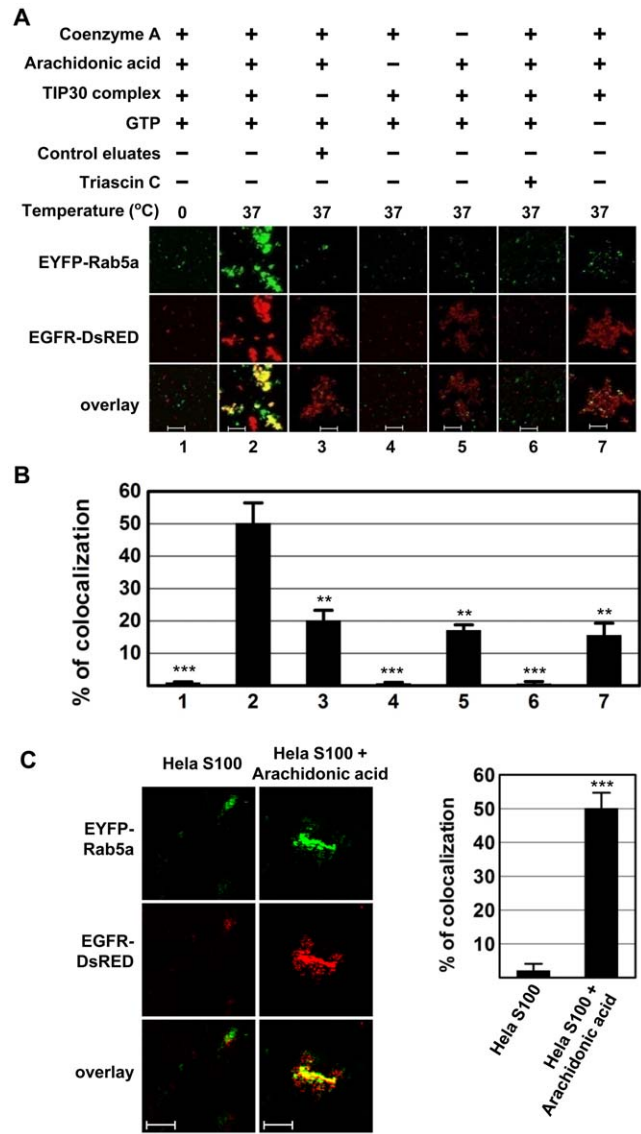 A
Coenzyme A + + + + – + +
Arachidonic acid + + + – + + +
TIP30 complex + + – + + + +
GTP + + + + + + –
Control eluates – – + – – – –
Triascin C – – – – – + –
Temperature (°C) 0 37 37 37 37 37 37
EYFP-Rab5a
EGFR-DsRED
overlay
1 2 3 4 5 6 7
B
% of colocalization
60
50
40
30
20
10
*** ** *** ** *** **
1 2 3 4 5 6 7
C
Hela S100
Hela S100 +
Arachidonic acid
EYFP-
Rab5a
EGFR-
DsRED
overlay
% of colocalization
60
50
40
30
20
10
***
Hela S100
Hela S100 +
Arachidonic acid